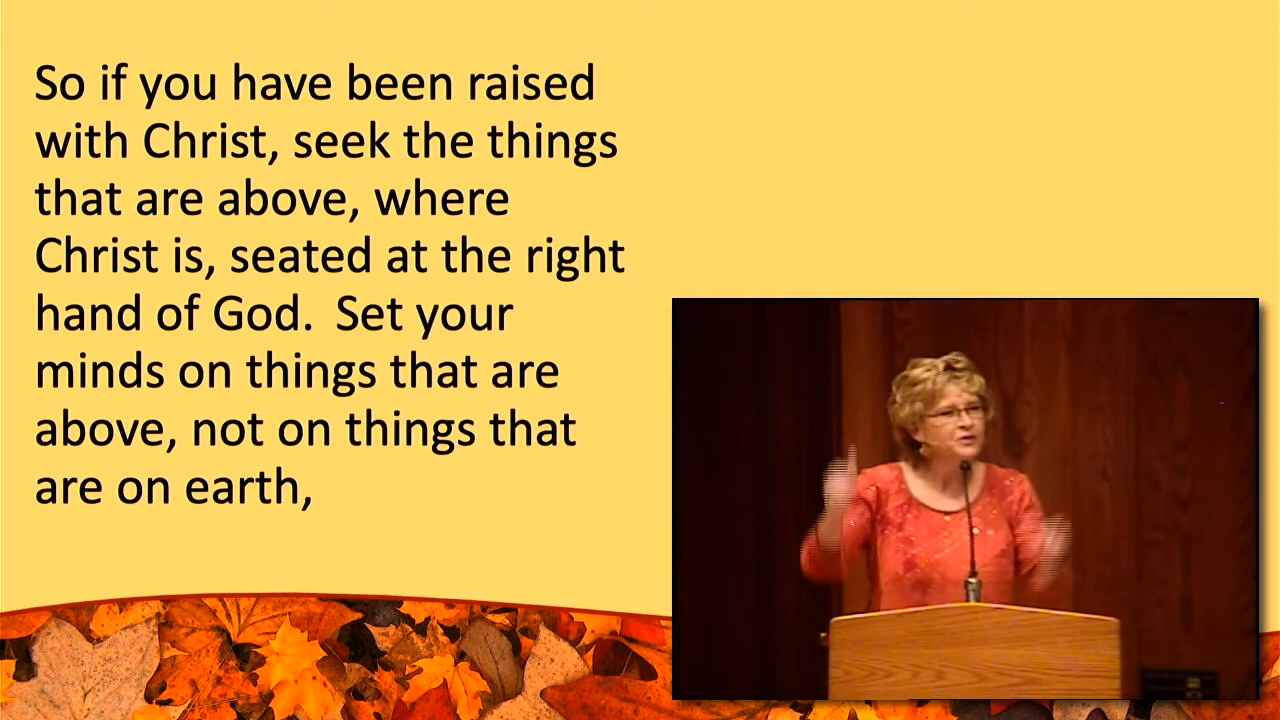 So if you have been raised
with Christ, seek the things
that are above, where
Christ is, seated at the right
hand of God.  Set your
minds on things that are
above, not on things that
are on earth,